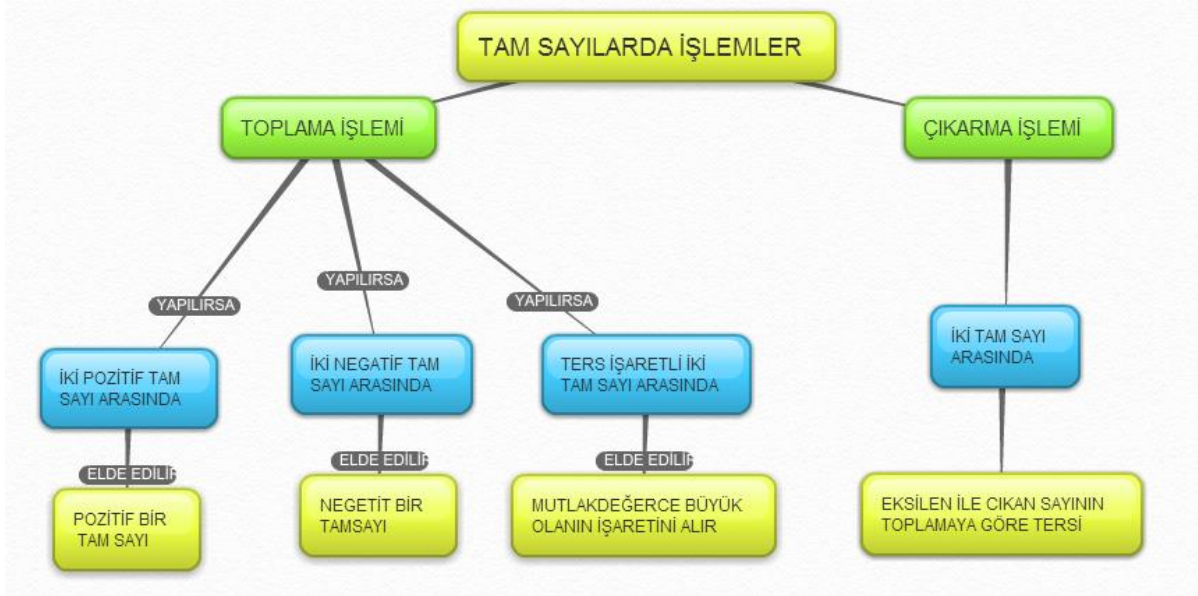 TAM SAYILARDA İŞLEMLER
TOPLAMA İŞLEMİ
ÇIKARMA İŞLEMİ
YAPILIRSA
YAPILIRSA
YAPILIRSA
İKİ POZİTİF TAM
SAYI ARASINDA
İKİ NEGATİF TAM
SAYI ARASINDA
TERS İŞARETLİ İKİ
TAM SAYI ARASINDA
İKİ TAM SAYI
ARASINDA
ELDE EDİLİR
ELDE EDİLİR
ELDE EDİLİR
POZİTİF BİR
TAM SAYI
NEGETİT BİR
TAMSAYI
MUTLAKDEĞERCE BÜYÜK
OLANIN İŞARETİNİ ALIR
EKSİLEN İLE CIKAN SAYININ
TOPLAMAYA GÖRE TERSİ